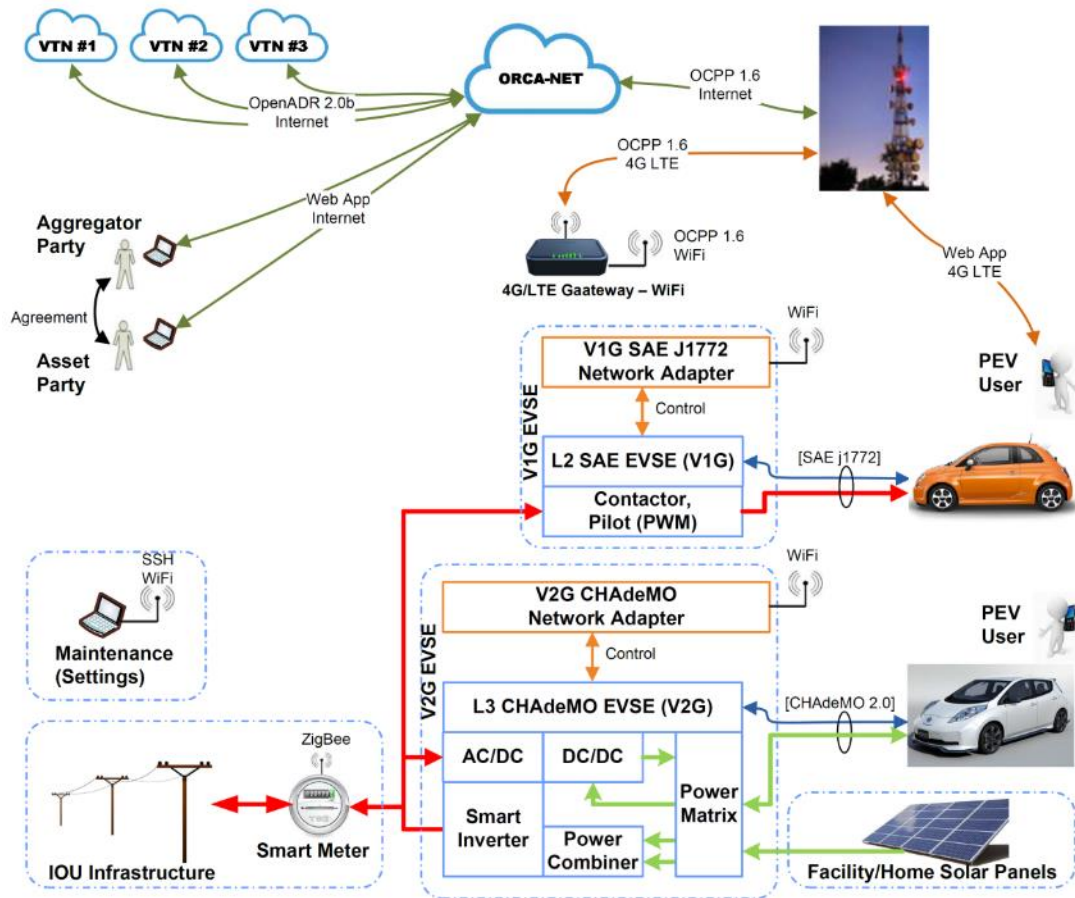 VTN #1
VTN #2
VTN #3
ORCA-NET
OpenADR 2.0b
Internet
OCPP 1.6
Internet
OCPP 1.6
4G LTE
Web App
Internet
Aggregator
Party
Agreement
Asset
Party
OCPP 1.6
WiFi
4G/LTE Gaateway – WiFi
Web App
4G LTE
PEV
User
V1G EVSE
V1G SAE J1772
Network Adapter
WiFi
Control
L2 SAE EVSE (V1G)
Contactor,
Pilot (PWM)
[SAE j1772]
SSH
WiFi
Maintenance
(Settings)
V2G EVSE
V2G CHAdeMO
Network Adapter
WiFi
Control
L3 CHAdeMO EVSE (V2G)
AC/DC
DC/DC
Power
Matrix
Smart
Inverter
Power
Combiner
[CHAdeMO 2.0]
PEV
User
ZigBee
Smart Meter
IOU Infrastructure
Facility/Home Solar Panels